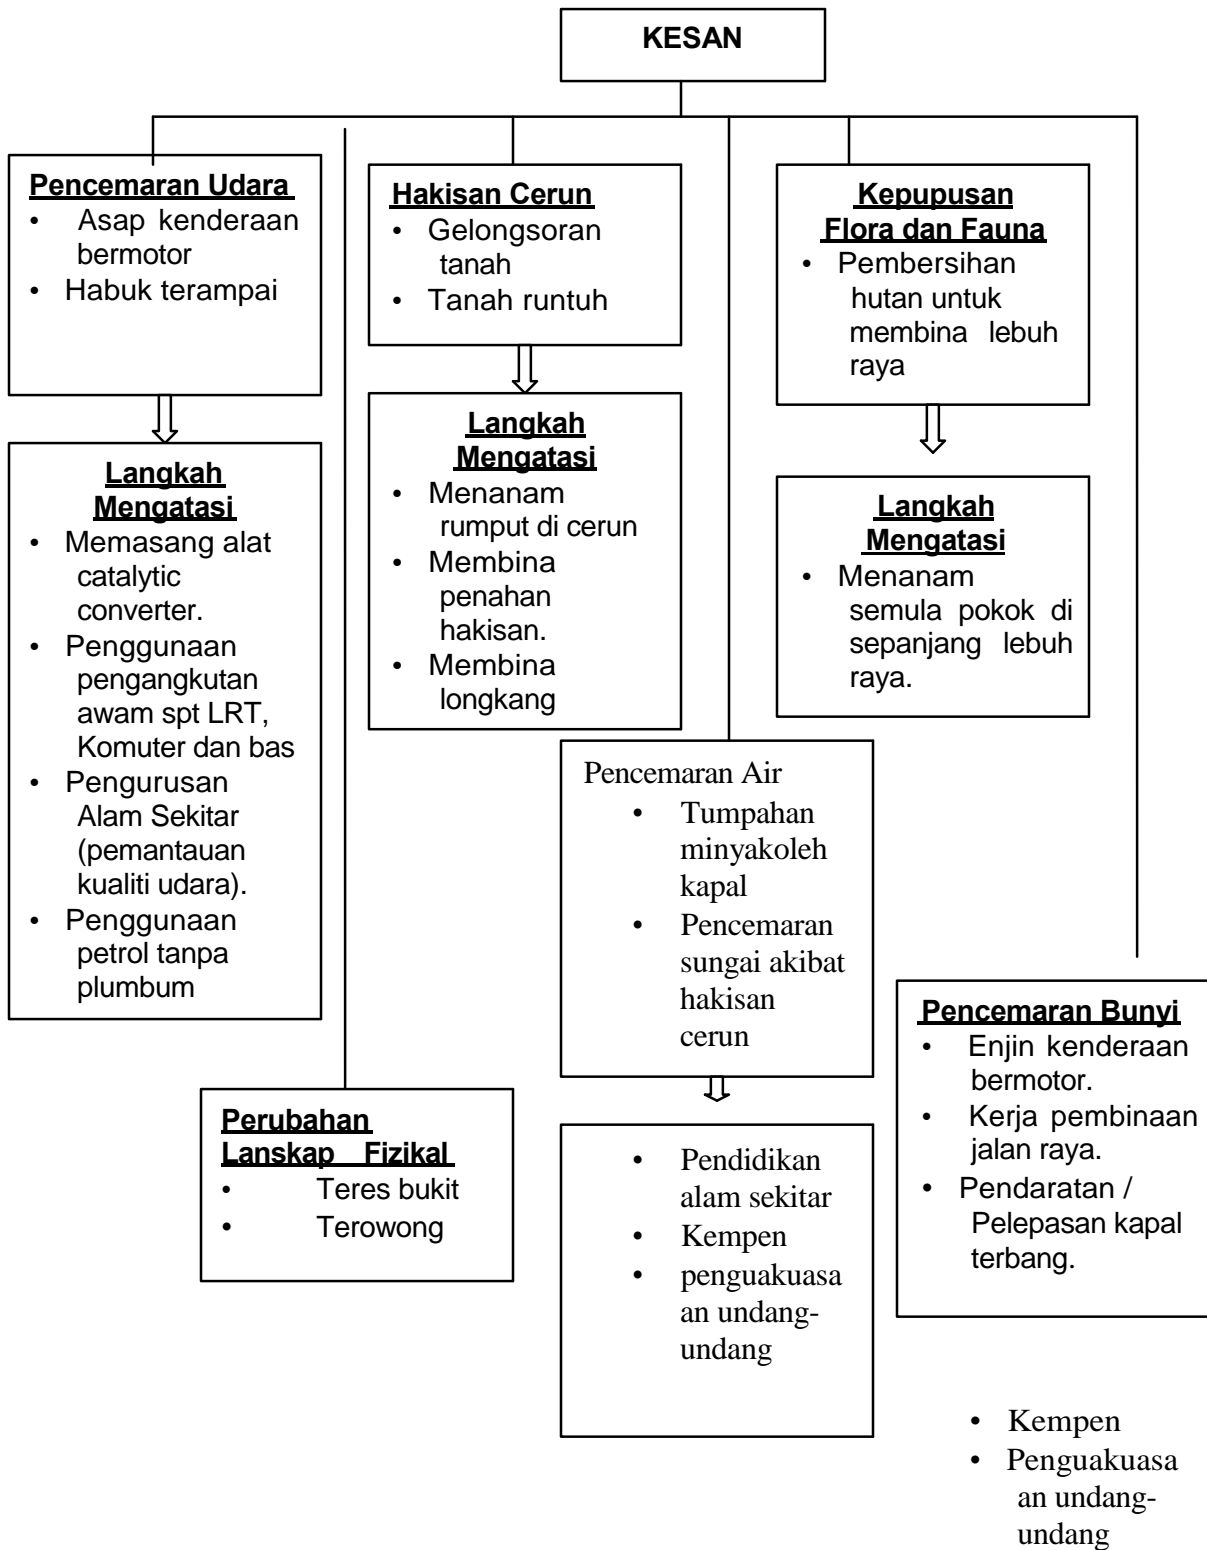 KESAN
Pencemaran Udara
• Asap kenderaan
bermotor
• Habuk terampai
Langkah
Mengatasi
• Memasang alat
catalytic
converter.
• Penggunaan
pengangkutan
awam spt LRT,
Komuter dan bas
• Pengurusan
Alam Sekitar
(pemantauan
kualiti udara).
• Penggunaan
petrol tanpa
plumbum
Perubahan
Lanskap Fizikal
• Teres bukit
• Terowong
Hakisan Cerun
• Gelongsoran
tanah
• Tanah runtuh
Langkah
Mengatasi
• Menanam
rumput di cerun
• Membina
penahan
hakisan.
• Membina
longkang
Pencemaran Air
• Tumpahan
minyakoleh
kapal
• Pencemaran
sungai akibat
hakisan
cerun
• Pendidikan
alam sekitar
• Kempen
• penguakuasa
an undang-
undang
Kepupusan
Flora dan Fauna
• Pembersihan
hutan untuk
membina lebuh
raya
Langkah
Mengatasi
• Menanam
semula pokok di
sepanjang lebuh
raya.
Pencemaran Bunyi
• Enjin kenderaan
bermotor.
• Kerja pembinaan
jalan raya.
• Pendaratan /
Pelepasan kapal
terbang.
• Kempen
• Penguakuasa
an undang-
undang